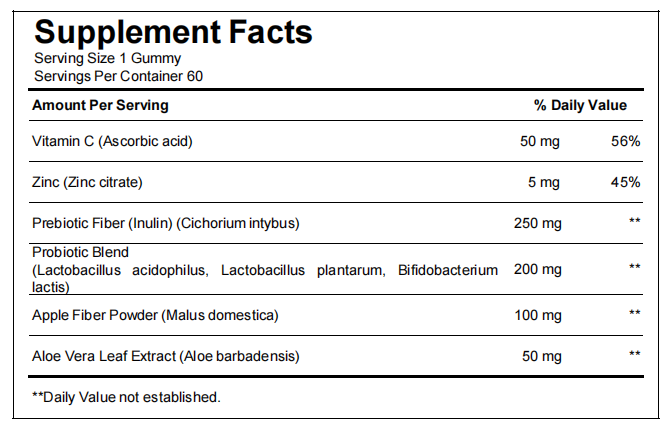 Supplement Facts
Serving Size 1 Gummy
Servings Per Container 60
Amount Per Serving % Daily Value
Vitamin C (Ascorbic acid) 50 mg 56%
Zinc (Zinc citrate) 5 mg 45%
Prebiotic Fiber (Inulin) (Cichorium intybus) 250 mg **
Probiotic Blend
(Lactobacillus acidophilus, Lactobacillus plantarum, Bifidobacterium 200 mg **
lactis)
Apple Fiber Powder (Malus domestica) 100 mg **
Aloe Vera Leaf Extract (Aloe barbadensis) 50 mg **
**Daily Value not established.